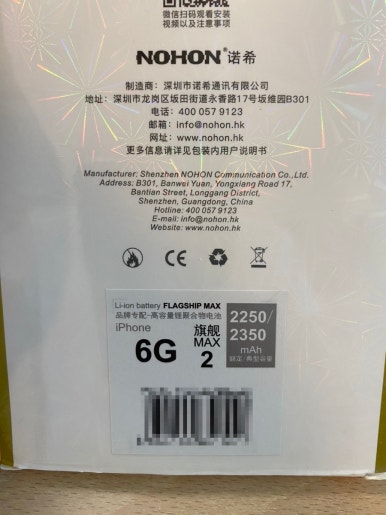 微信扫码观看安装
视频以及注意事项
NOHON 诺希
制造商：深圳市诺希通讯有限公司
地址：深圳市龙岗区坂田街道永香路17号坂维园B301
电话：400 057 9123
邮箱：info@nohon.hk
网址：www.nohon.hk
更多信息请详见包装内用户说明书
Manufacturer: Shenzhen NOHON Communication Co.,Ltd.
Address: B301, Banwei Yuan, Yongxiang Road 17,
Bantian Street, Longgang District,
Shenzhen, Guangdong, China
Hotline: 400 057 9123
E-mail: info@nohon.hk
Website: www.nohon.hk
CE
Li-ion battery FLAGSHIP MAX
品牌专配-高容量锂聚合物电池
iPhone
6G
旗舰
MAX
2
2250/
2350
mAh
额定/典型容量